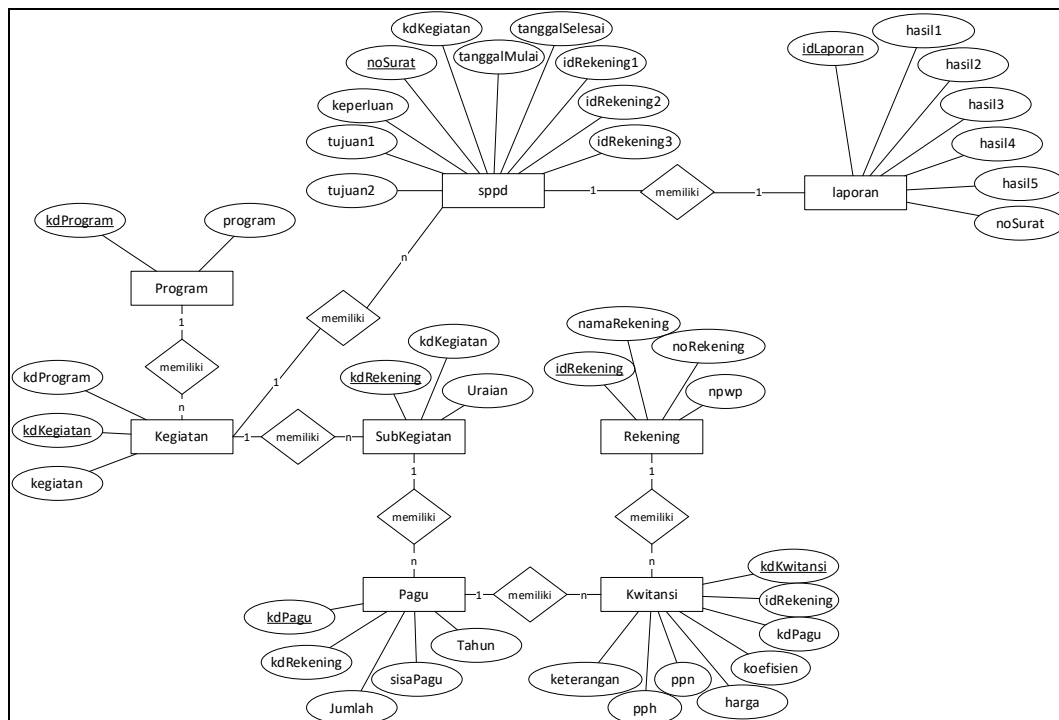 kdKegiatan
tanggalSelesai
noSurat
tanggalMulai
idRekening1
keperluan
idRekening2
tujuan1
idRekening3
tujuan2
sppd
1
memiliki
1
laporan
idLaporan
hasil1
hasil2
hasil3
hasil4
hasil5
noSurat
kdProgram
program
Program
1
memiliki
n
n
memiliki
1
kdProgram
kdKegiatan
kegiatan
Kegiatan
1
memiliki
n
kdKegiatan
kdRekening
Uraian
SubKegiatan
1
memiliki
n
namaRekening
noRekening
idRekening
npwp
Rekening
1
memiliki
n
Pagu
1
memiliki
n
Kwitansi
kdPagu
kdRekening
Jumlah
sisaPagu
Tahun
kdKwitansi
idRekening
kdPagu
koefisien
harga
ppn
pph
keterangan